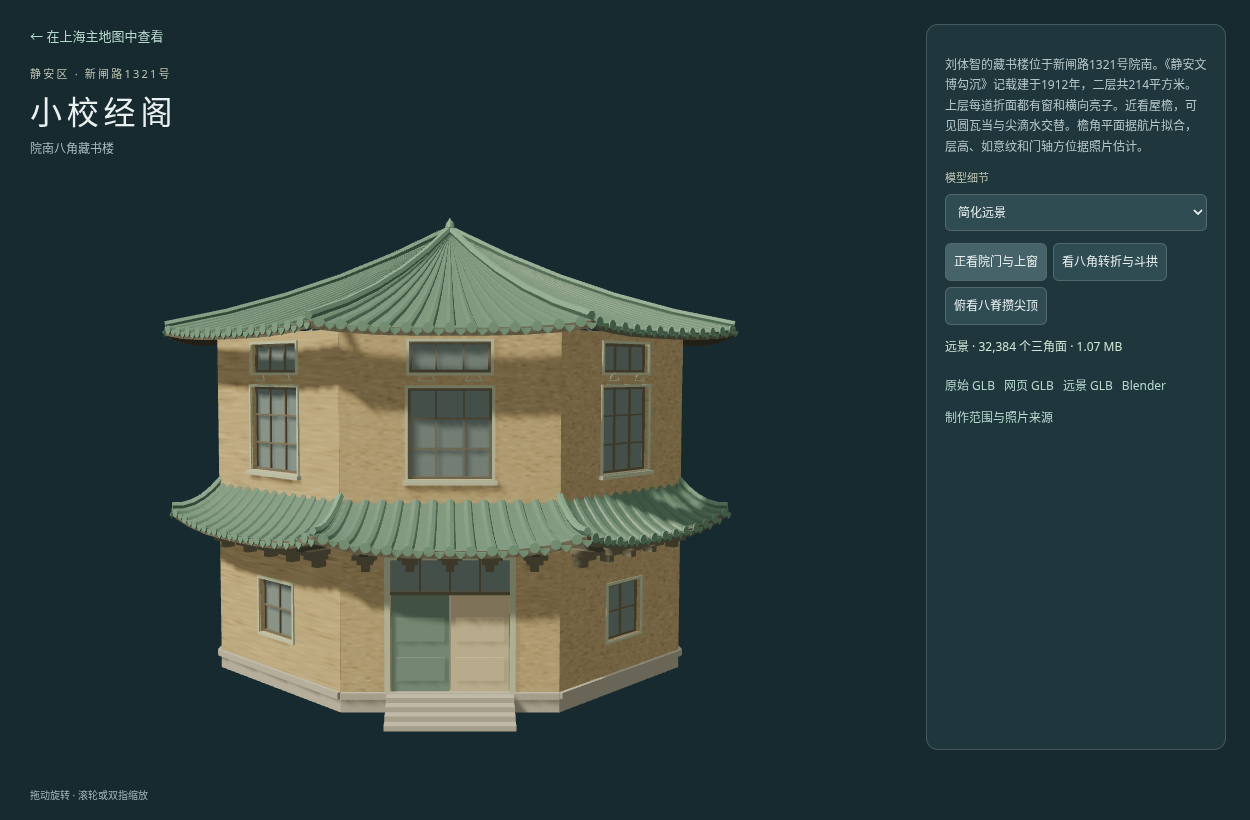 ← 在上海主地图中查看
静安区 · 新闸路1321号
小校经阁
院南八角藏书楼
刘体智的藏书楼位于新闸路1321号院南。《静安文
博勾沉》记载建于1912年，二层共214平方米。
上层每道折面都有窗和横向亮子。近看屋檐，可
见圆瓦当与尖滴水交替。檐角平面据航片拟合，
层高、如意纹和门轴方位据照片估计。
模型细节
简化远景
正看院门与上窗 看八角转折与斗拱
俯看八脊攒尖顶
远景 · 32,384 个三角面 · 1.07 MB
原始 GLB 网页 GLB 远景 GLB Blender
制作范围与照片来源
拖动旋转 · 滚轮或双指缩放